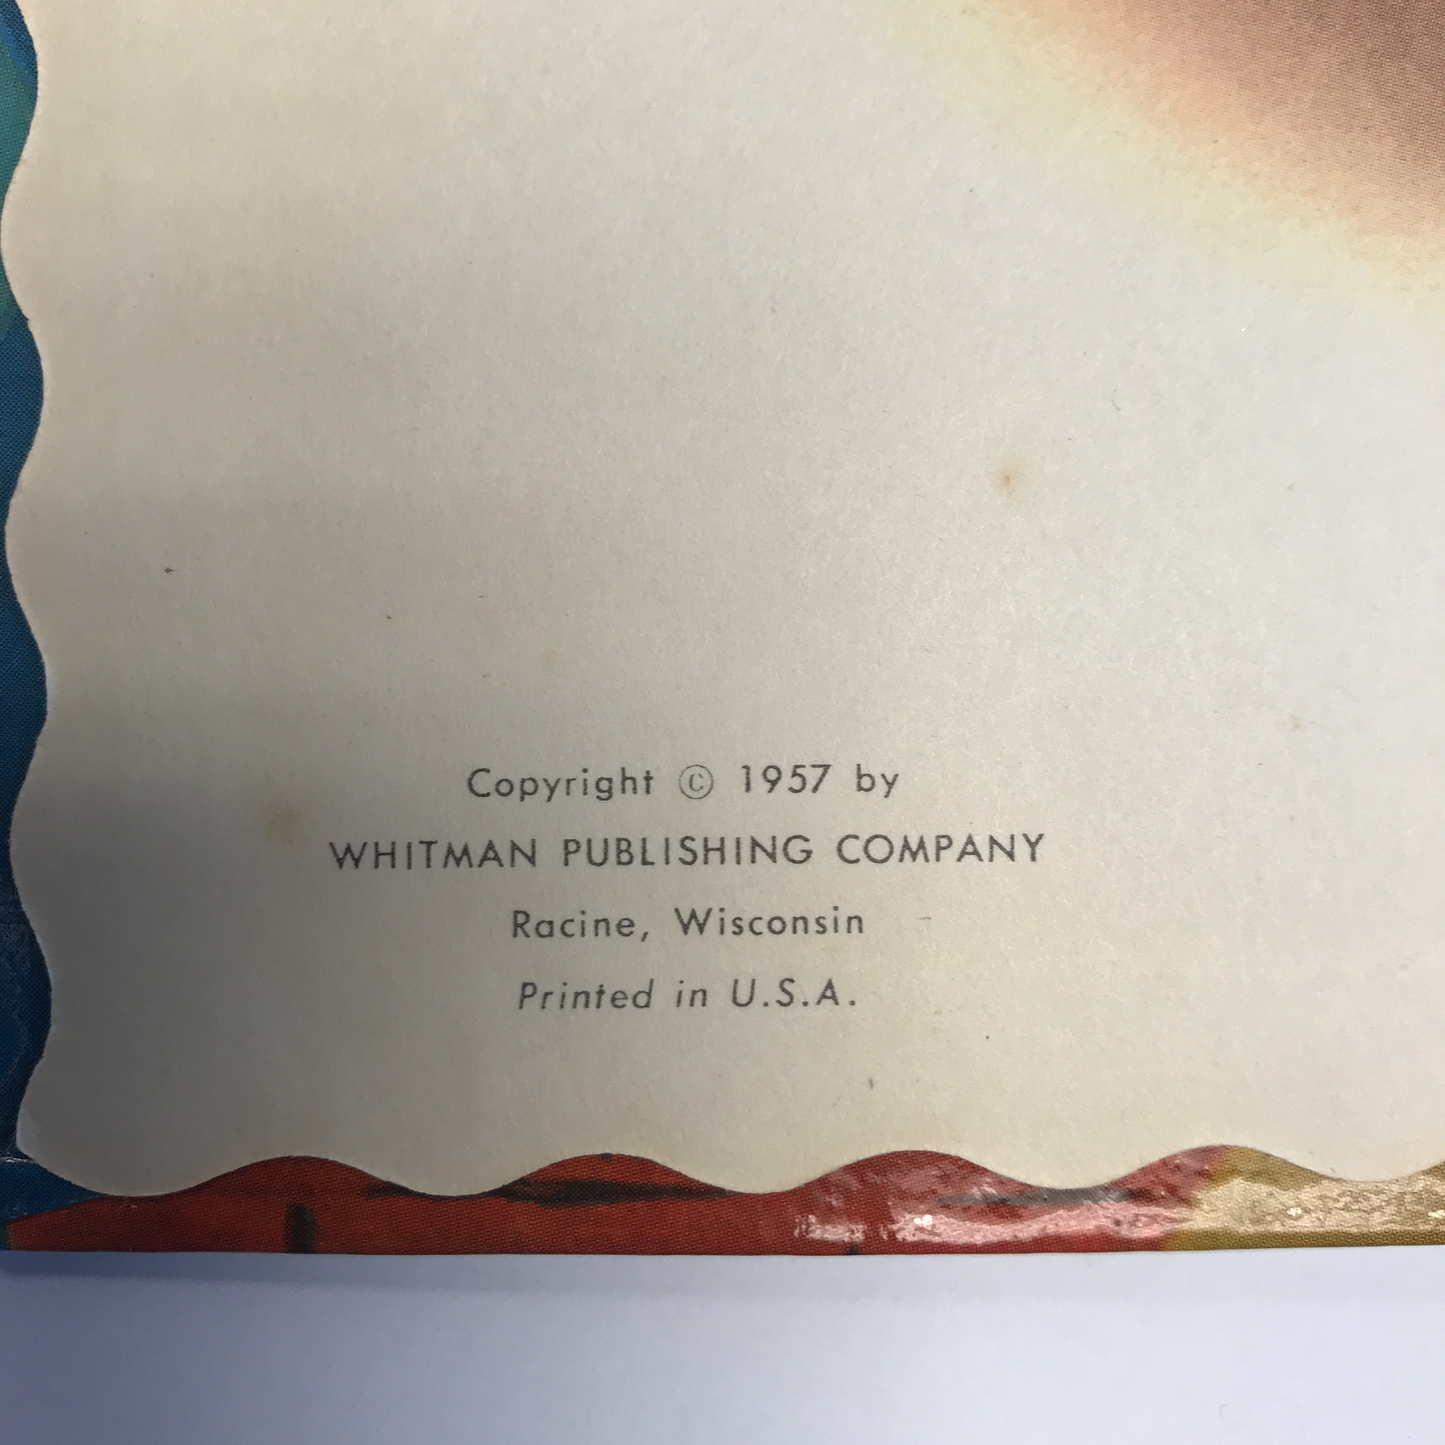 Copyright © 1957 by
WHITMAN PUBLISHING COMPANY
Racine, Wisconsin
Printed in U.S.A.